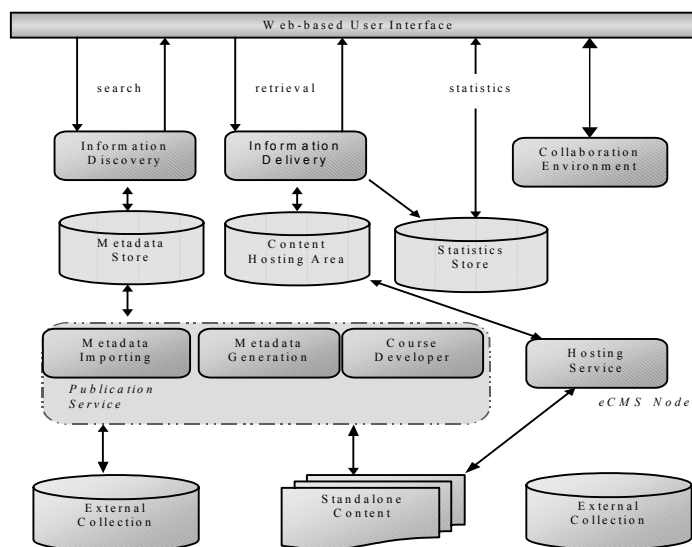 Web-based User Interface
search
retrieval
statistics
Information
Discovery
Information
Delivery
Collaboration
Environment
Metadata
Store
Content
Hosting Area
Statistics
Store
Metadata
Importing
Metadata
Generation
Course
Developer
Hosting
Service
Publication
Service
eCMS Node
External
Collection
Standalone
Content
External
Collection